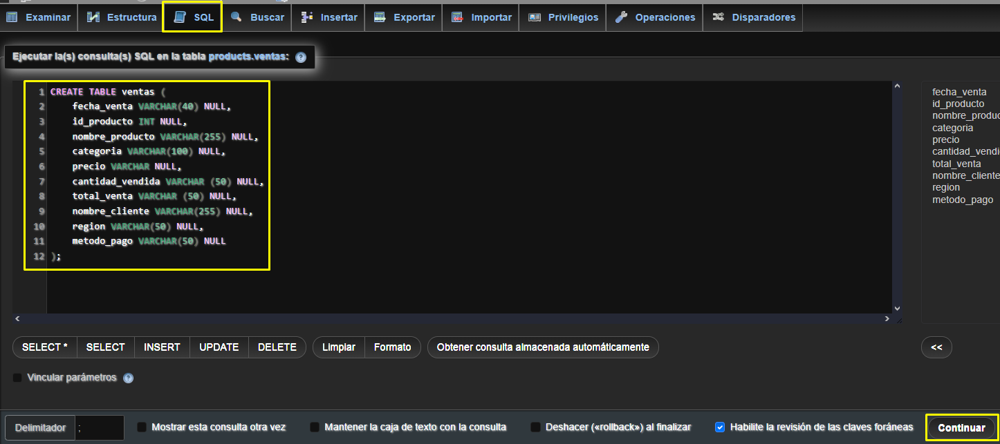 Examinar Estructura SQL Buscar Insertar Exportar Importar Privilegios Operaciones Disparadores
Ejecutar la(s) consulta(s) SQL en la tabla products.ventas:
1 CREATE TABLE ventas (
2 fecha_venta VARCHAR(40) NULL,
3 id_producto INT NULL,
4 nombre_producto VARCHAR(255) NULL,
5 categoria VARCHAR(100) NULL,
6 precio VARCHAR NULL,
7 cantidad_vendida VARCHAR (50) NULL,
8 total_venta VARCHAR (50) NULL,
9 nombre_cliente VARCHAR(255) NULL,
10 region VARCHAR(50) NULL,
11 metodo_pago VARCHAR(50) NULL
12 );
fecha_venta
id_producto
nombre_produc
categoria
precio
cantidad_vendi
total_venta
nombre_cliente
region
metodo_pago
SELECT * SELECT INSERT UPDATE DELETE Limpiar Formato Obtener consulta almacenada automáticamente <<
Vincular parámetros
Delimitador ; Mostrar esta consulta otra vez Mantener la caja de texto con la consulta Deshacer («rollback») al finalizar Habilite la revisión de las claves foráneas Continuar